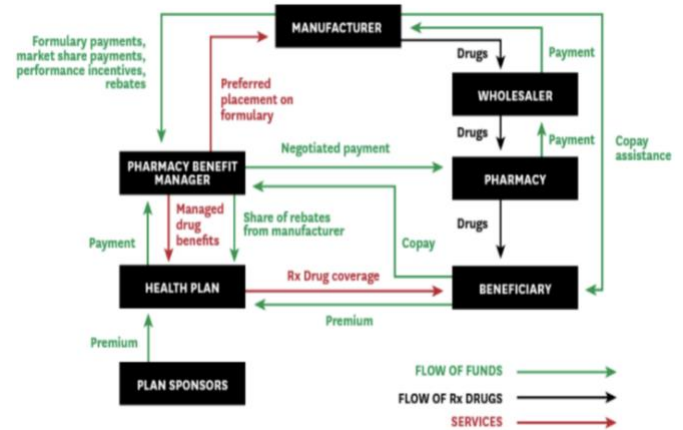 MANUFACTURER
Formulary payments,
market share payments,
performance incentives,
rebates
Preferred
placement on
formulary
Drugs
Payment
WHOLESALER
Drugs
Payment
Copay
assistance
Negotiated payment
PHARMACY BENEFIT
MANAGER
PHARMACY
Managed
drug
benefits
Share of rebates
from manufacturer
Drugs
Payment
Copay
HEALTH PLAN
Rx Drug coverage
BENEFICIARY
Premium
Premium
PLAN SPONSORS
FLOW OF FUNDS
FLOW OF Rx DRUGS
SERVICES